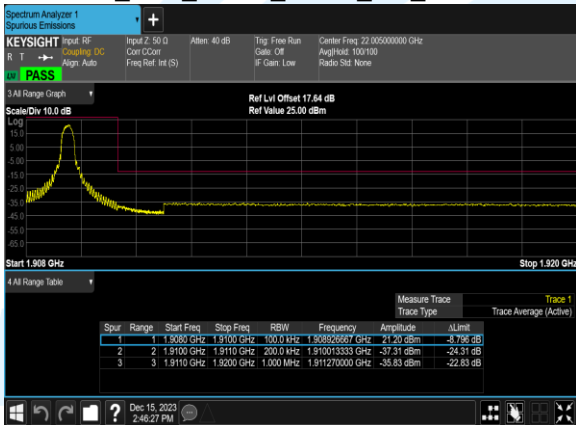 Spectrum Analyzer 1
Spurious Emissions
KEYSIGHT
R T
PASS
Input: RF
Coupling: DC
Align: Auto
Input Z: 50 Ω
Corr CCorr
Freq Ref: Int (S)
Atten: 40 dB
Trig: Free Run
Gate: Off
IF Gain: Low
Center Freq: 22.005000000 GHz
Avg|Hold: 100/100
Radio Std: None
3 All Range Graph
Scale/Div 10.0 dB
Ref Lvl Offset 17.64 dB
Ref Value 25.00 dBm
Log
15.0
5.00
-5.00
-15.0
-25.0
-35.0
-45.0
-55.0
-65.0
Start 1.908 GHz
Stop 1.920 GHz
4 All Range Table
Measure Trace Trace 1
Trace Type Trace Average (Active)
Spur Range Start Freq Stop Freq RBW Frequency Amplitude ΔLimit
1 1 1.9080 GHz 1.9100 GHz 100.0 kHz 1.908926667 GHz 21.20 dBm -8.796 dB
2 2 1.9100 GHz 1.9110 GHz 200.0 kHz 1.910013333 GHz -37.31 dBm -24.31 dB
3 3 1.9110 GHz 1.9200 GHz 1.000 MHz 1.911270000 GHz -35.83 dBm -22.83 dB
?
Dec 15, 2023
2:46:27 PM